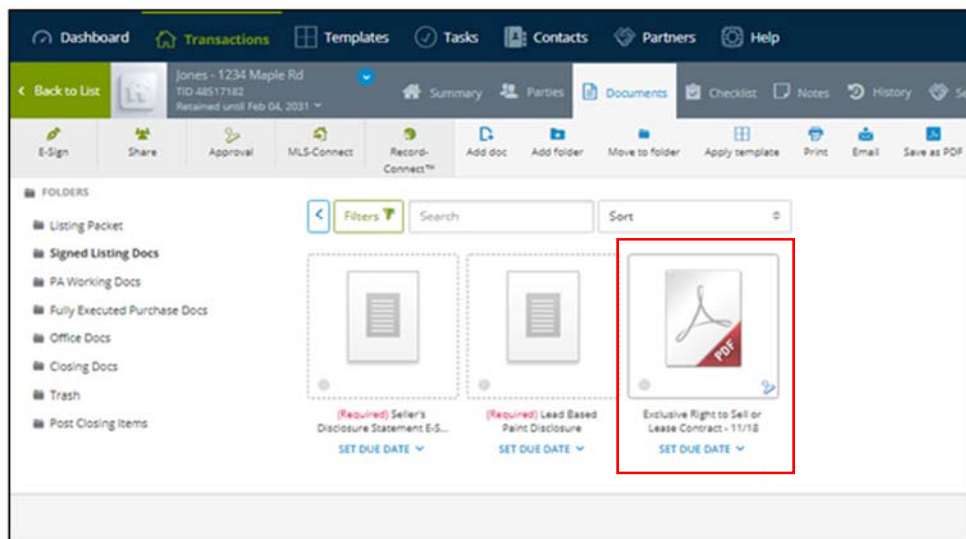 Dashboard Transactions Templates Tasks Contacts Partners Help
Back to List
Jones - 1234 Maple Rd
TID 48517182
Retained until Feb 04, 2031
Summary Parties Documents Checklist Notes History
E-Sign Share Approval MLS-Connect Record-
Connect™
Add doc Add folder Move to folder Apply template Print Email Save as PDF
FOLDERS
Listing Packet
Signed Listing Docs
PA Working Docs
Fully Executed Purchase Docs
Office Docs
Closing Docs
Trash
Post Closing Items
Filters Search Sort
(Required) Seller's
Disclosure Statement E-S...
SET DUE DATE
(Required) Lead Based
Paint Disclosure
SET DUE DATE
PDF
Exclusive Right to Sell or
Lease Contract - 11/18
SET DUE DATE